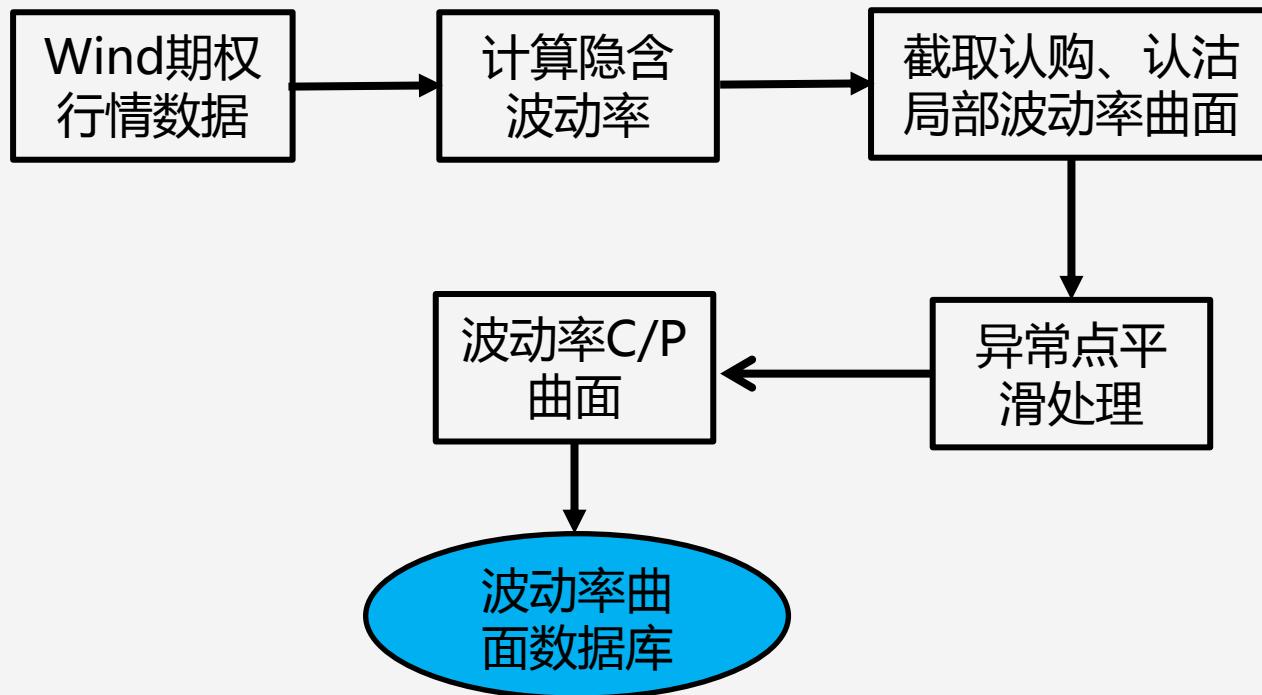 Wind期权
行情数据
计算隐含
波动率
截取认购、认沽
局部波动率曲面
异常点平
滑处理
波动率C/P
曲面
波动率曲
面数据库